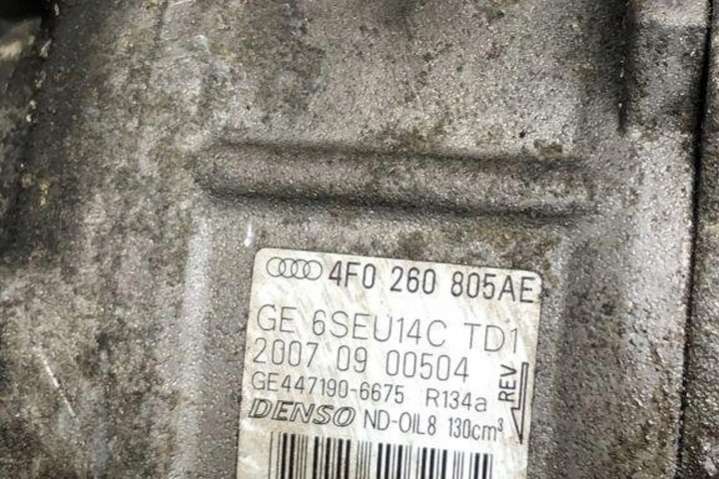 4F0 260 805AE
GE 6SEU14C TD1
2007 09 00504
GE447190-6675 R134a
REV
DENSO ND-OIL8 130cm³